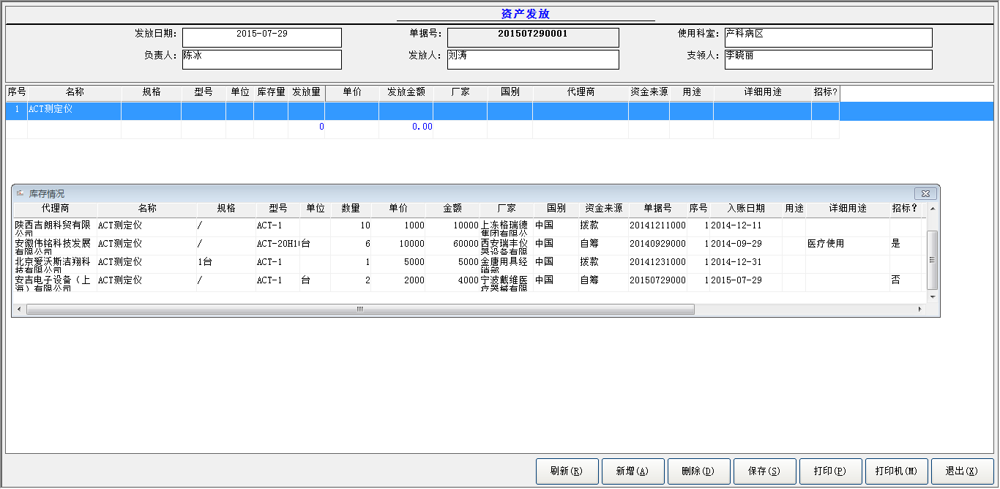 资产发放
发放日期: 2015-07-29 单据号: 201507290001 使用科室: 产科病区
负责人: 陈冰 发放人: 刘涛 支领人: 李晓丽
序号 名称 规格 型号 单位 库存量 发放量 单价 发放金额 厂家 国别 代理商 资金来源 用途 详细用途 招标?
1 ACT测定仪
0 0.00
库存情况
代理商 名称 规格 型号 单位 数量 单价 金额 厂家 国别 资金来源 单据号 序号 入账日期 用途 详细用途 招标?
陕西吉朗科贸有限公司 ACT测定仪 / ACT-1 10 1000 10000 上冻格瑞德集团有限公 中国 拨款 20141211000 1 2014-12-11
安徽伟铭科技发展有限公司 ACT测定仪 / ACT-20H1 台 6 10000 60000 西安瑞丰仪器设备有限 中国 自筹 20140929000 1 2014-09-29 医疗使用 是
北京爱沃斯洁翔科技有限公司 ACT测定仪 1台 ACT-1 1 5000 5000 金唐用具经销部 中国 拨款 20141231000 1 2014-12-31
安吉电子设备（上海）有限公司 ACT测定仪 / ACT-1 台 2 2000 4000 宁波戴维医疗器械有限 中国 自筹 20150729000 1 2015-07-29 否
刷新(R) 新增(A) 删除(D) 保存(S) 打印(P) 打印机(M) 退出(X)